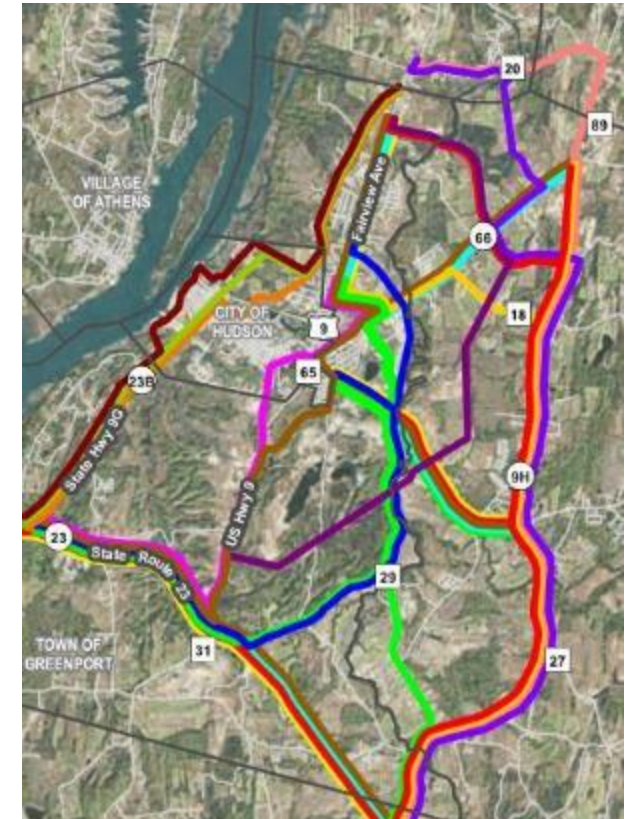 20
89
VILLAGE
OF ATHENS
Fairview Ave
66
CITY OF
HUDSON
18
9
65
23B
State Hwy 9G
9H
US Hwy 9
23
State Route 23
29
31
TOWN OF
GREENPORT
27